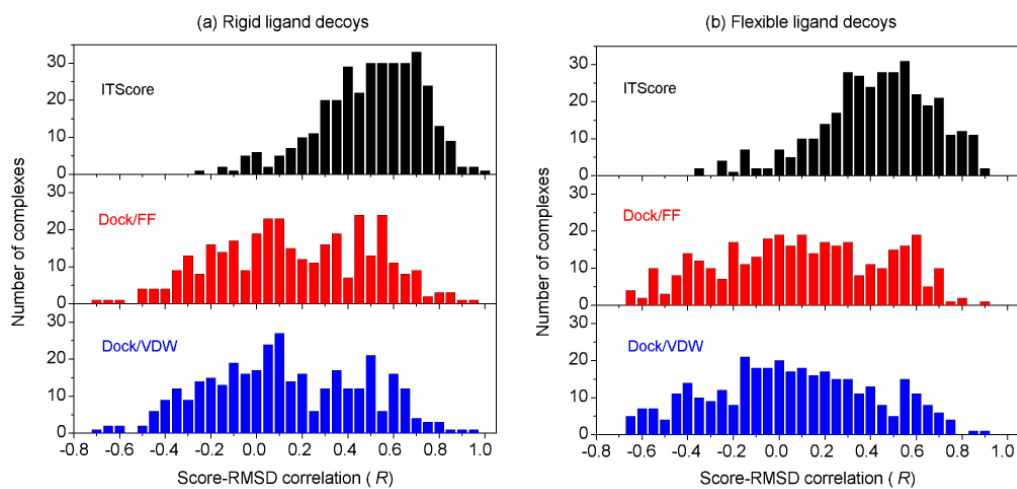 (a) Rigid ligand decoys
(b) Flexible ligand decoys
Number of complexes
30
20
10
0
ITScore
30
20
10
0
Dock/FF
30
20
10
0
Dock/VDW
-0.8 -0.6 -0.4 -0.2 0.0 0.2 0.4 0.6 0.8 1.0
Score-RMSD correlation ( R )
Number of complexes
30
20
10
0
ITScore
30
20
10
0
Dock/FF
30
20
10
0
Dock/VDW
-0.8 -0.6 -0.4 -0.2 0.0 0.2 0.4 0.6 0.8 1.0
Score-RMSD correlation ( R )